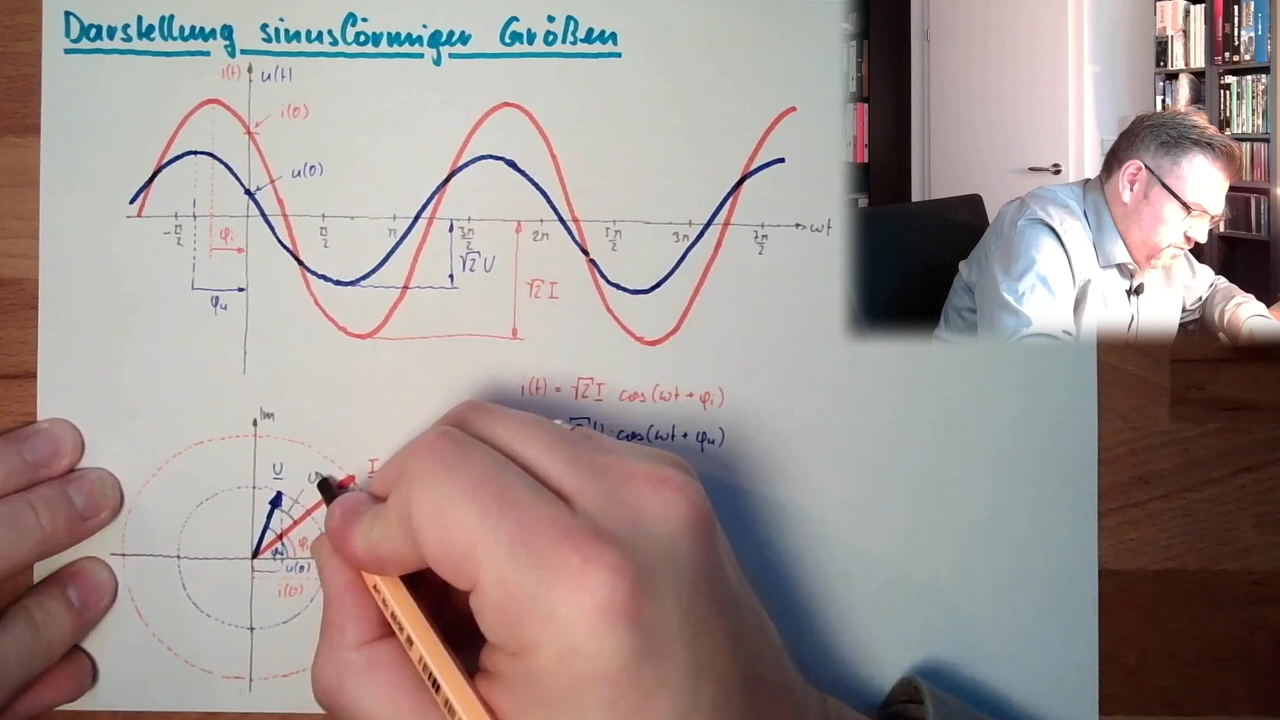 Darstellung sinusförmiger Größen
i(t) u(t)
i(0)
u(0)
-π/2 π/2 π 3π/2 2π 5π/2 3π 7π/2 ωt
φi
φu
√2 U
√2 I
i(t) = √2 I cos(ωt + φi)
cos(ωt + φu)
Im
U
I
φu φi
u(0)
i(0)